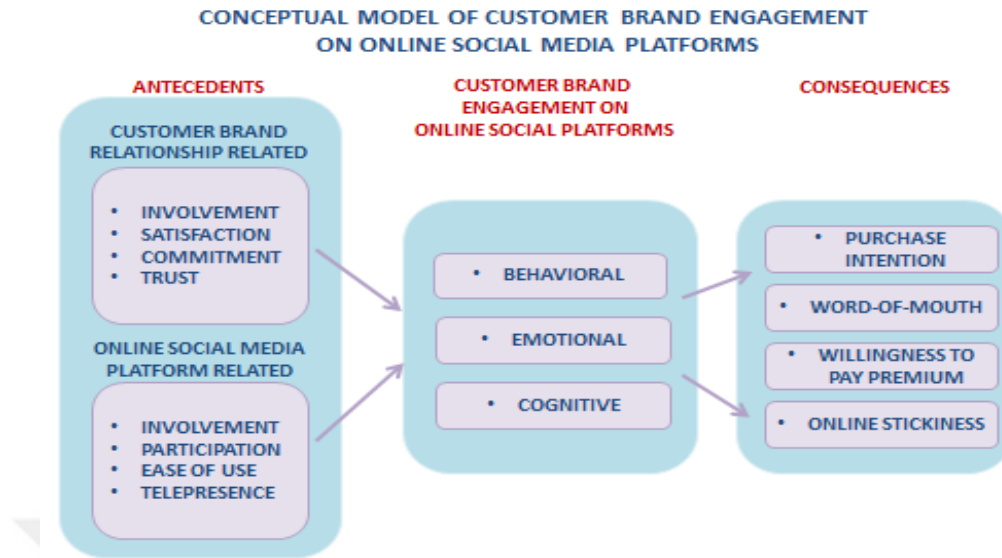 CONCEPTUAL MODEL OF CUSTOMER BRAND ENGAGEMENT
ON ONLINE SOCIAL MEDIA PLATFORMS
ANTECEDENTS
CUSTOMER BRAND
RELATIONSHIP RELATED
• INVOLVEMENT
• SATISFACTION
• COMMITMENT
• TRUST
ONLINE SOCIAL MEDIA
PLATFORM RELATED
• INVOLVEMENT
• PARTICIPATION
• EASE OF USE
• TELEPRESENCE
CUSTOMER BRAND
ENGAGEMENT ON
ONLINE SOCIAL PLATFORMS
• BEHAVIORAL
• EMOTIONAL
• COGNITIVE
CONSEQUENCES
• PURCHASE
INTENTION
• WORD-OF-MOUTH
• WILLINGNESS TO
PAY PREMIUM
• ONLINE STICKINESS